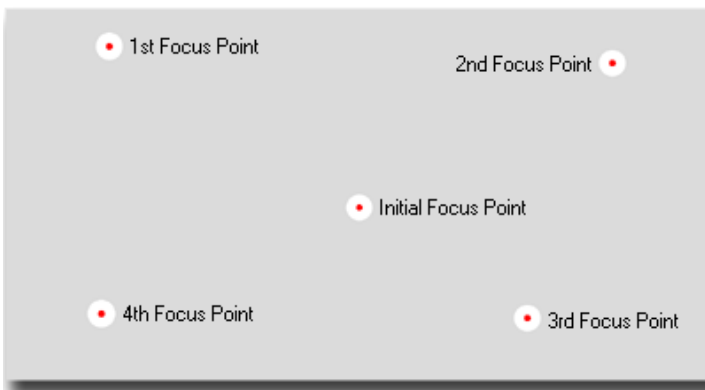 1st Focus Point
2nd Focus Point
Initial Focus Point
4th Focus Point
3rd Focus Point